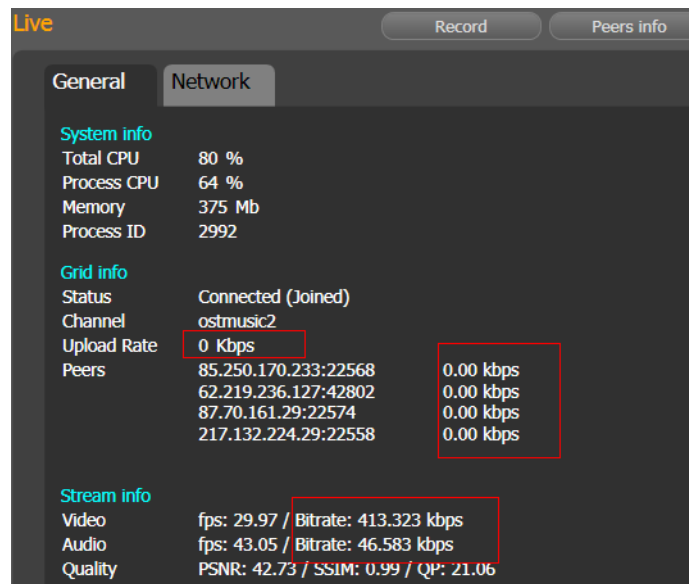 Live Record Peers info
General Network
System info
Total CPU 80 %
Process CPU 64 %
Memory 375 Mb
Process ID 2992
Grid info
Status Connected (Joined)
Channel ostmusic2
Upload Rate 0 Kbps
Peers 85.250.170.233:22568 0.00 kbps
62.219.236.127:42802 0.00 kbps
87.70.161.29:22574 0.00 kbps
217.132.224.29:22558 0.00 kbps
Stream info
Video fps: 29.97 / Bitrate: 413.323 kbps
Audio fps: 43.05 / Bitrate: 46.583 kbps
Quality PSNR: 42.73 / SSIM: 0.99 / QP: 21.06